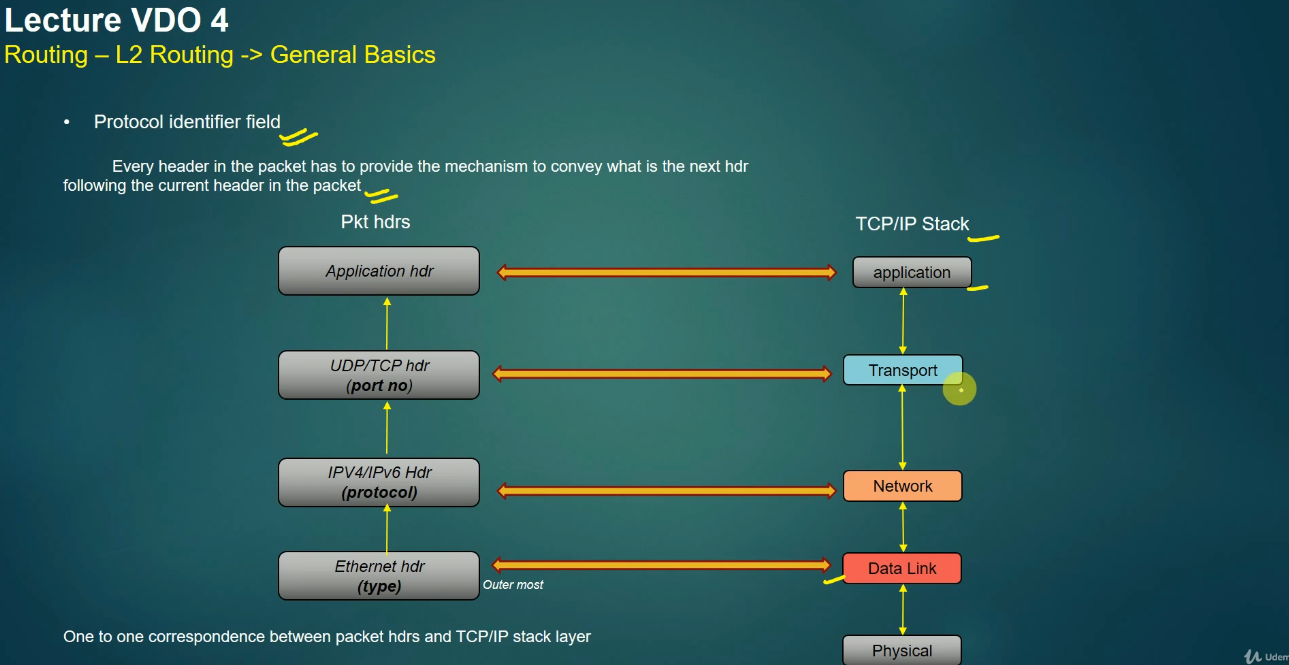 Lecture VDO 4
Routing – L2 Routing -> General Basics
• Protocol identifier field
Every header in the packet has to provide the mechanism to convey what is the next hdr
following the current header in the packet
Pkt hdrs
TCP/IP Stack
Application hdr
application
UDP/TCP hdr
(port no)
Transport
IPV4/IPv6 Hdr
(protocol)
Network
Ethernet hdr
(type)
Outer most
Data Link
One to one correspondence between packet hdrs and TCP/IP stack layer
Physical